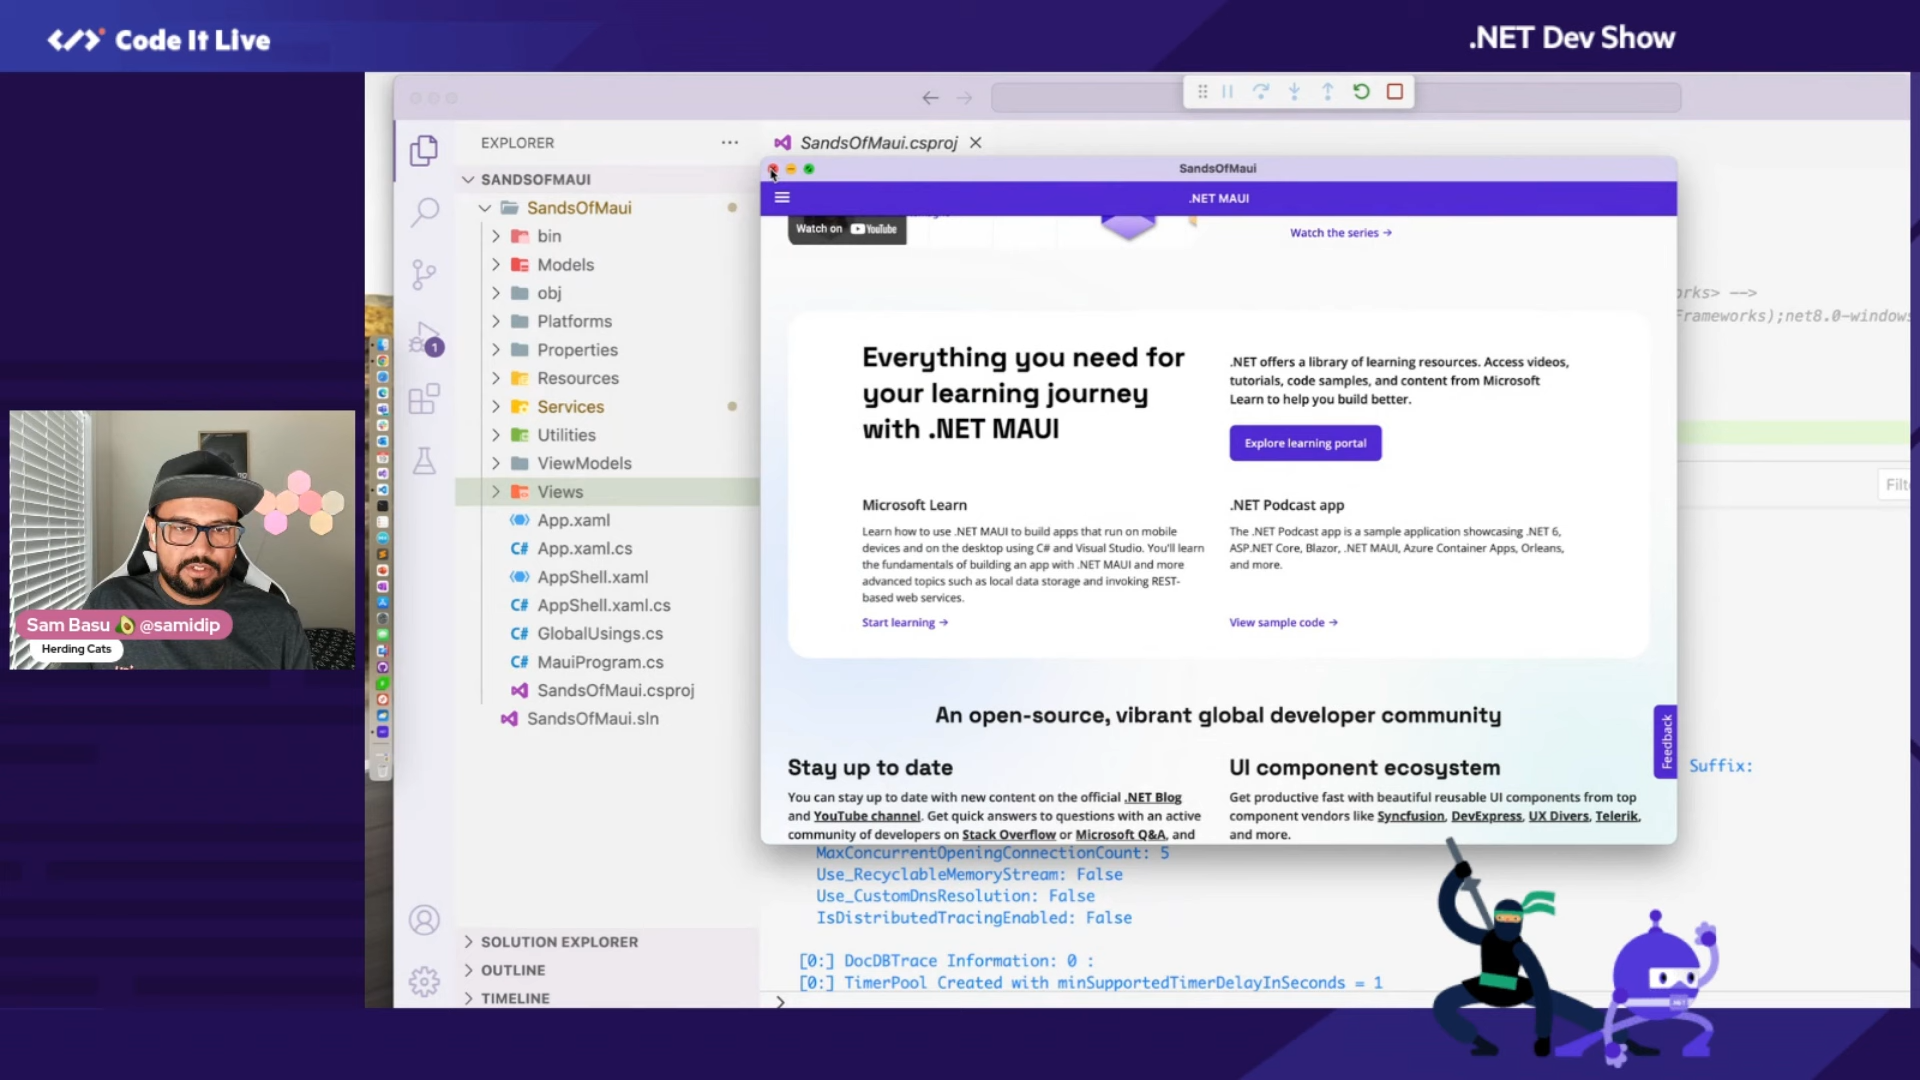 Code It Live
.NET Dev Show
EXPLORER
SandsOfMaui.csproj
SANDSOFMAUI
SandsOfMaui
bin
Models
obj
Platforms
Properties
Resources
Services
Utilities
ViewModels
Views
App.xaml
App.xaml.cs
AppShell.xaml
AppShell.xaml.cs
GlobalUsings.cs
MauiProgram.cs
SandsOfMaui.csproj
SandsOfMaui.sln
SOLUTION EXPLORER
OUTLINE
TIMELINE
1
SandsOfMaui
.NET MAUI
Watch on YouTube
Watch the series →
Everything you need for
your learning journey
with .NET MAUI
.NET offers a library of learning resources. Access videos,
tutorials, code samples, and content from Microsoft
Learn to help you build better.
Explore learning portal
Microsoft Learn
Learn how to use .NET MAUI to build apps that run on mobile
devices and on the desktop using C# and Visual Studio. You'll learn
the fundamentals of building an app with .NET MAUI and more
advanced topics such as local data storage and invoking REST-
based web services.
Start learning →
.NET Podcast app
The .NET Podcast app is a sample application showcasing .NET 6,
ASP.NET Core, Blazor, .NET MAUI, Azure Container Apps, Orleans,
and more.
View sample code →
An open-source, vibrant global developer community
Stay up to date
You can stay up to date with new content on the official .NET Blog
and YouTube channel. Get quick answers to questions with an active
community of developers on Stack Overflow or Microsoft Q&A, and
UI component ecosystem
Get productive fast with beautiful reusable UI components from top
component vendors like Syncfusion, DevExpress, UX Divers, Telerik,
and more.
Feedback
orks> -->
Frameworks);net8.0-windows
Filt
Suffix:
MaxConcurrentOpeningConnectionCount: 5
Use_RecyclableMemoryStream: False
Use_CustomDnsResolution: False
IsDistributedTracingEnabled: False
[0:] DocDBTrace Information: 0 :
[0:] TimerPool Created with minSupportedTimerDelayInSeconds = 1
Sam Basu 🥑 @samidip
Herding Cats